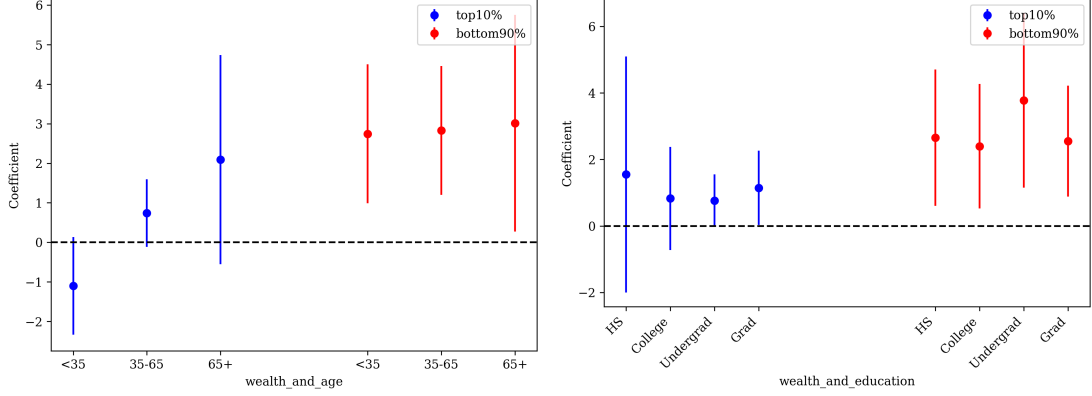 6
5
4
3
2
1
0
−1
−2
Coefficient
top10%
bottom90%
<35
35-65
65+
<35
35-65
65+
wealth_and_age
6
4
2
0
−2
Coefficient
top10%
bottom90%
HS
College
Undergrad
Grad
HS
College
Undergrad
Grad
wealth_and_education